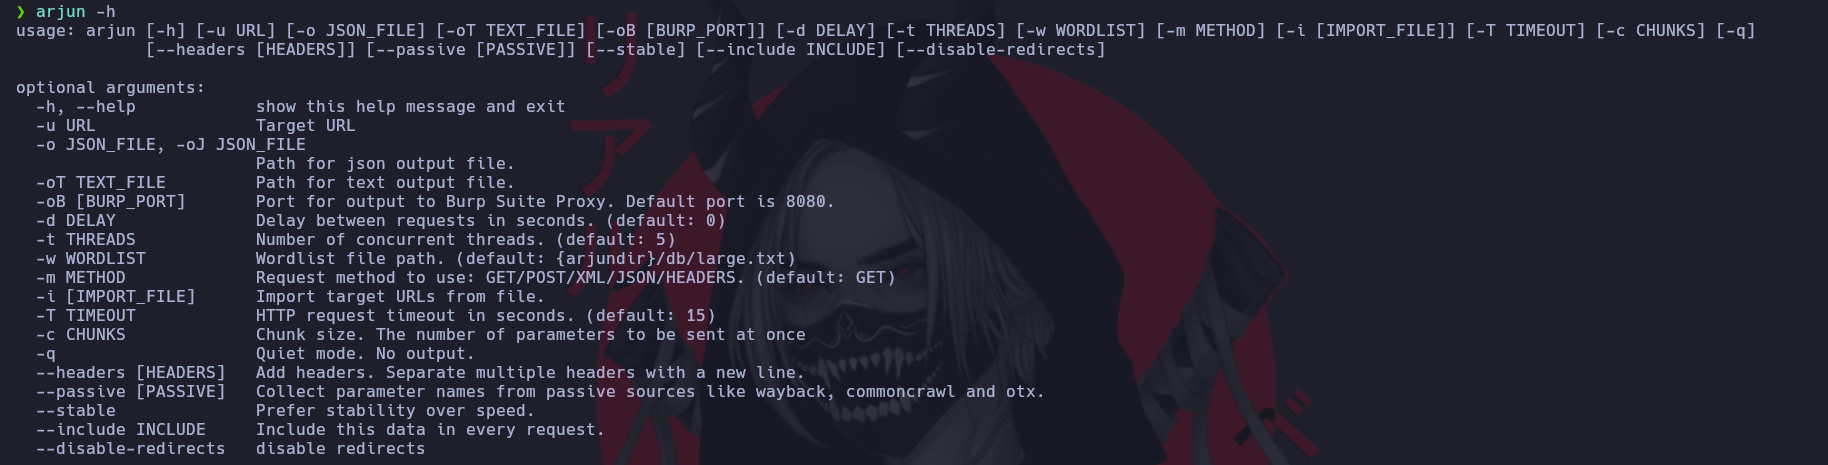 ❯ arjun -h
usage: arjun [-h] [-u URL] [-o JSON_FILE] [-oT TEXT_FILE] [-oB [BURP_PORT]] [-d DELAY] [-t THREADS] [-w WORDLIST] [-m METHOD] [-i [IMPORT_FILE]] [-T TIMEOUT] [-c CHUNKS] [-q]
             [--headers [HEADERS]] [--passive [PASSIVE]] [--stable] [--include INCLUDE] [--disable-redirects]

optional arguments:
  -h, --help            show this help message and exit
  -u URL                Target URL
  -o JSON_FILE, -oJ JSON_FILE
                        Path for json output file.
  -oT TEXT_FILE         Path for text output file.
  -oB [BURP_PORT]       Port for output to Burp Suite Proxy. Default port is 8080.
  -d DELAY              Delay between requests in seconds. (default: 0)
  -t THREADS            Number of concurrent threads. (default: 5)
  -w WORDLIST           Wordlist file path. (default: {arjundir}/db/large.txt)
  -m METHOD             Request method to use: GET/POST/XML/JSON/HEADERS. (default: GET)
  -i [IMPORT_FILE]      Import target URLs from file.
  -T TIMEOUT            HTTP request timeout in seconds. (default: 15)
  -c CHUNKS             Chunk size. The number of parameters to be sent at once
  -q                    Quiet mode. No output.
  --headers [HEADERS]   Add headers. Separate multiple headers with a new line.
  --passive [PASSIVE]   Collect parameter names from passive sources like wayback, commoncrawl and otx.
  --stable              Prefer stability over speed.
  --include INCLUDE     Include this data in every request.
  --disable-redirects   disable redirects
リア
べ